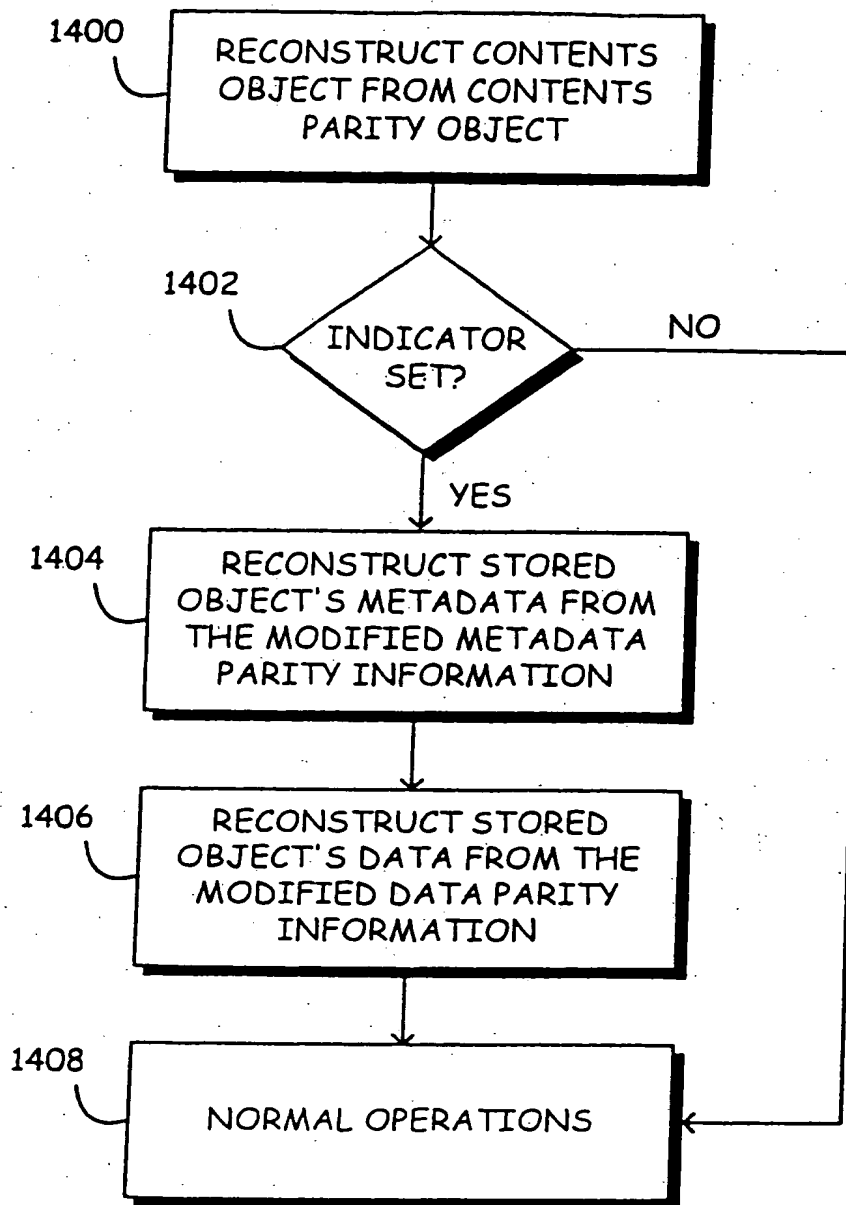 1400
RECONSTRUCT CONTENTS
OBJECT FROM CONTENTS
PARITY OBJECT
1402
INDICATOR
SET?
NO
YES
1404
RECONSTRUCT STORED
OBJECT'S METADATA FROM
THE MODIFIED METADATA
PARITY INFORMATION
1406
RECONSTRUCT STORED
OBJECT'S DATA FROM THE
MODIFIED DATA PARITY
INFORMATION
1408
NORMAL OPERATIONS